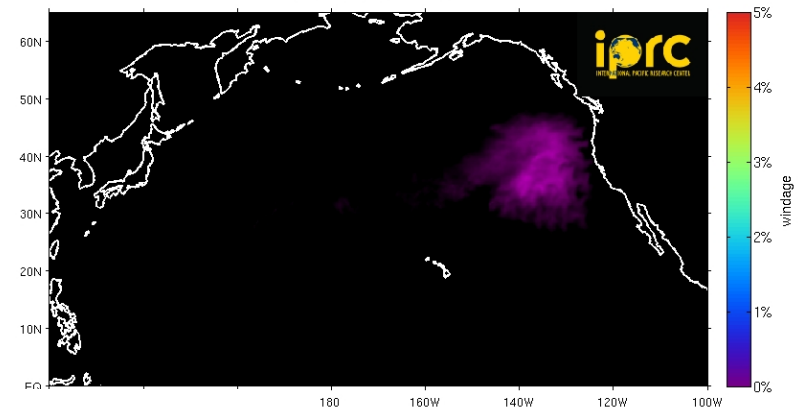 60N
50N
40N
30N
20N
10N
EQ
180
160W
140W
120W
100W
iprc
INTERNATIONAL PACIFIC RESEARCH CENTER
5%
4%
3%
2%
1%
0%
windage